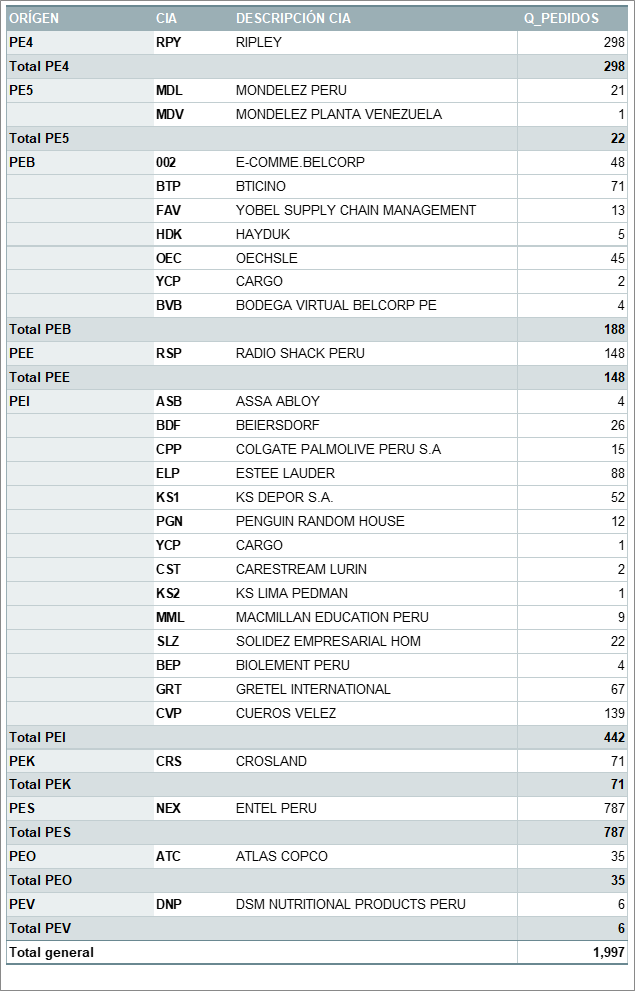 ORÍGEN CIA DESCRIPCIÓN CIA Q_PEDIDOS
PE4 RPY RIPLEY 298
Total PE4 298
PE5 MDL MONDELEZ PERU 21
MDV MONDELEZ PLANTA VENEZUELA 1
Total PE5 22
PEB 002 E-COMME.BELCORP 48
BTP BTICINO 71
FAV YOBEL SUPPLY CHAIN MANAGEMENT 13
HDK HAYDUK 5
OEC OECHSLE 45
YCP CARGO 2
BVB BODEGA VIRTUAL BELCORP PE 4
Total PEB 188
PEE RSP RADIO SHACK PERU 148
Total PEE 148
PEI ASB ASSA ABLOY 4
BDF BEIERSDORF 26
CPP COLGATE PALMOLIVE PERU S.A 15
ELP ESTEE LAUDER 88
KS1 KS DEPOR S.A. 52
PGN PENGUIN RANDOM HOUSE 12
YCP CARGO 1
CST CARESTREAM LURIN 2
KS2 KS LIMA PEDMAN 1
MML MACMILLAN EDUCATION PERU 9
SLZ SOLIDEZ EMPRESARIAL HOM 22
BEP BIOLEMENT PERU 4
GRT GRETEL INTERNATIONAL 67
CVP CUEROS VELEZ 139
Total PEI 442
PEK CRS CROSLAND 71
Total PEK 71
PES NEX ENTEL PERU 787
Total PES 787
PEO ATC ATLAS COPCO 35
Total PEO 35
PEV DNP DSM NUTRITIONAL PRODUCTS PERU 6
Total PEV 6
Total general 1,997